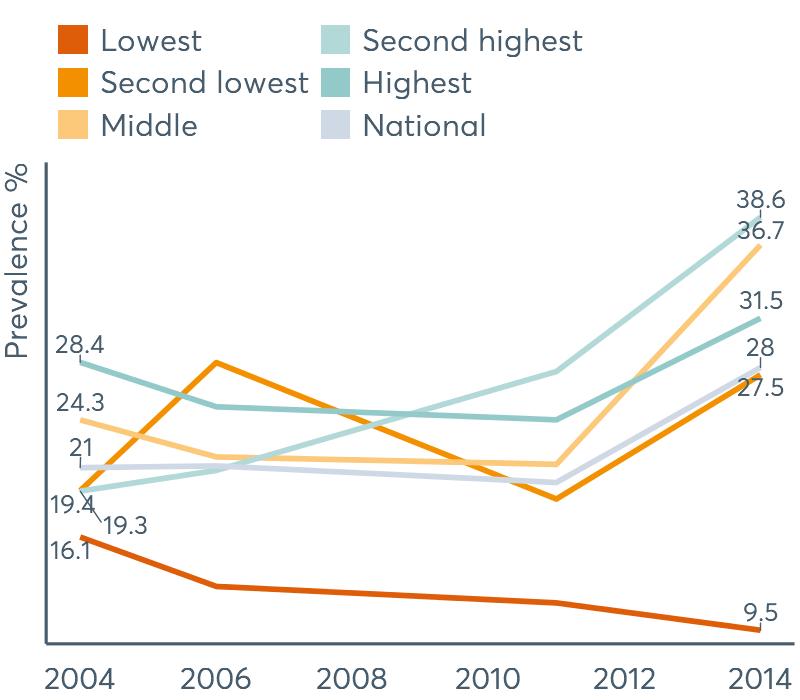 Lowest
Second lowest
Middle
Second highest
Highest
National
Prevalence %
38.6
36.7
31.5
28
27.5
28.4
24.3
21
19.4
19.3
16.1
9.5
2004 2006 2008 2010 2012 2014